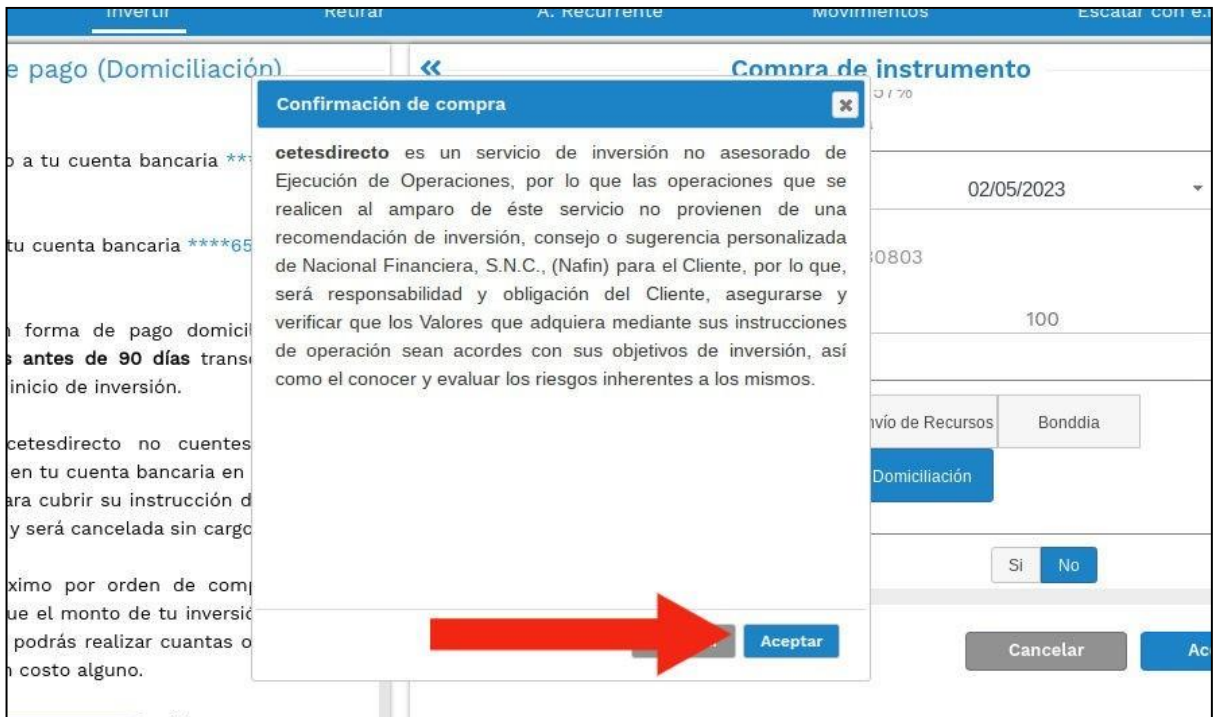 Invertir Retirar A. Recurrente Movimientos Escalar con e.
e pago (Domiciliación)
a tu cuenta bancaria **
tu cuenta bancaria ****65
forma de pago domicil
antes de 90 días trans
inicio de inversión.
cetesdirecto no cuentes
en tu cuenta bancaria en
ara cubrir su instrucción d
y será cancelada sin cargo
ximo por orden de comp
ue el monto de tu inversió
podrás realizar cuantas o
costo alguno.
Compra de instrumento
Confirmación de compra
cetesdirecto es un servicio de inversión no asesorado de
Ejecución de Operaciones, por lo que las operaciones que se
realicen al amparo de éste servicio no provienen de una
recomendación de inversión, consejo o sugerencia personalizada
de Nacional Financiera, S.N.C., (Nafin) para el Cliente, por lo que,
será responsabilidad y obligación del Cliente, asegurarse y
verificar que los Valores que adquiera mediante sus instrucciones
de operación sean acordes con sus objetivos de inversión, así
como el conocer y evaluar los riesgos inherentes a los mismos.
Aceptar
02/05/2023
0803
100
nvío de Recursos Bonddia
Domiciliación
Si No
Cancelar Ac